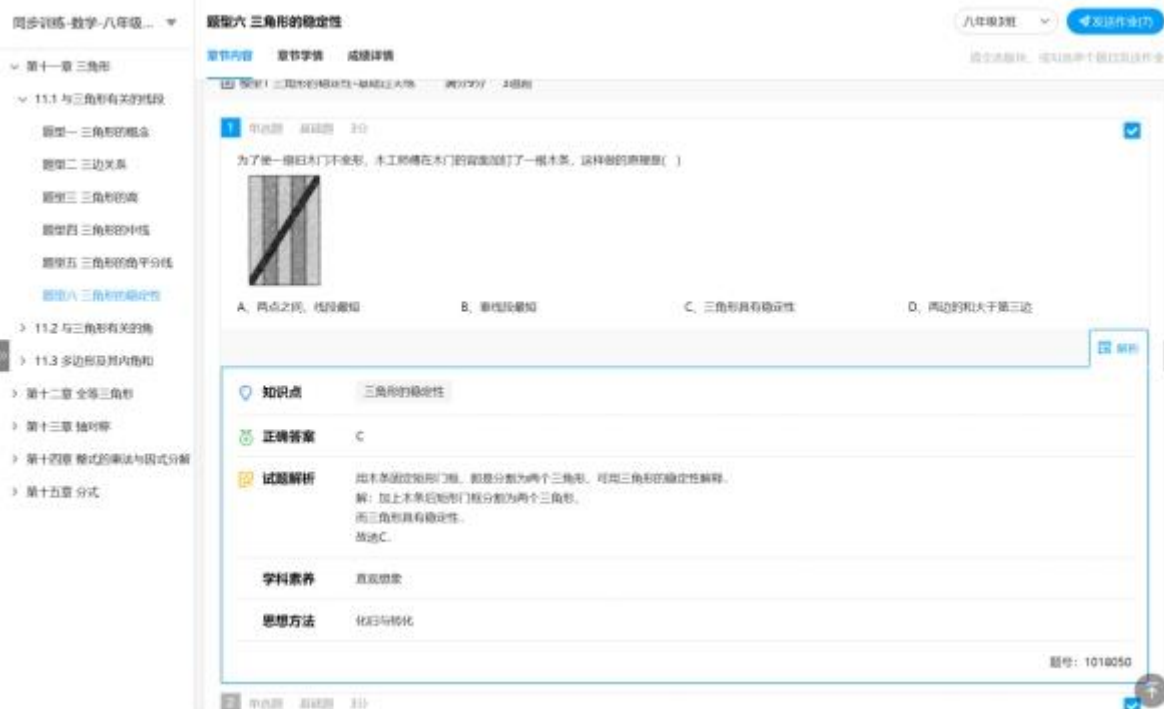 同步训练-数学-八年级...
题型六 三角形的稳定性
八年级3班
发送作业(7)
章节内容
章节学情
成绩详情
第十一章 三角形
11.1 与三角形有关的线段
题型一 三角形的概念
题型二 三边关系
题型三 三角形的高
题型四 三角形的中线
题型五 三角形的角平分线
题型六 三角形的稳定性
11.2 与三角形有关的角
11.3 多边形及其内角和
第十二章 全等三角形
第十三章 轴对称
第十四章 整式的乘法与因式分解
第十五章 分式
1 单选题 基础题 3分
为了使一扇旧木门不变形，木工师傅在木门的背面加钉了一根木条，这样做的原理是( )
A、两点之间，线段最短
B、垂线段最短
C、三角形具有稳定性
D、两边的和大于第三边
解析
知识点 三角形的稳定性
正确答案 C
试题解析 用木条固定矩形门框，即是分割为两个三角形，可用三角形的稳定性解释．
解：加上木条后矩形门框分割为两个三角形，
而三角形具有稳定性．
故选C．
学科素养 直观想象
思想方法 化归与转化
题号：1018050
2 单选题 基础题 3分